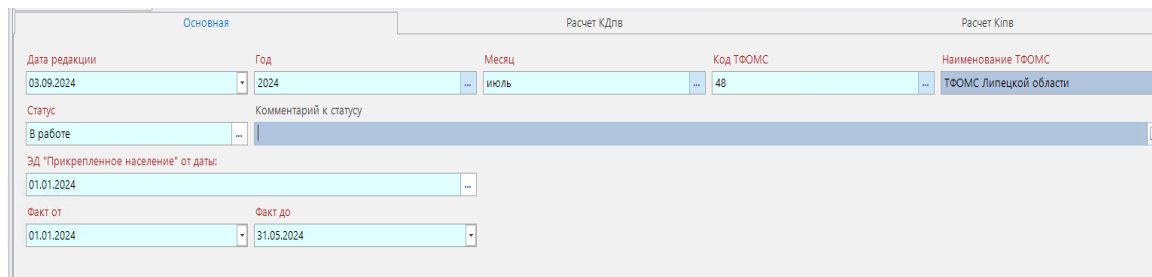 Основная Расчет КДпв Расчет Кiпв
Дата редакции Год Месяц Код ТФОМС Наименование ТФОМС
03.09.2024 2024 ... июль ... 48 ... ТФОМС Липецкой области
Статус Комментарий к статусу
В работе ...
ЭД "Прикрепленное население" от даты:
01.01.2024 ...
Факт от Факт до
01.01.2024 31.05.2024